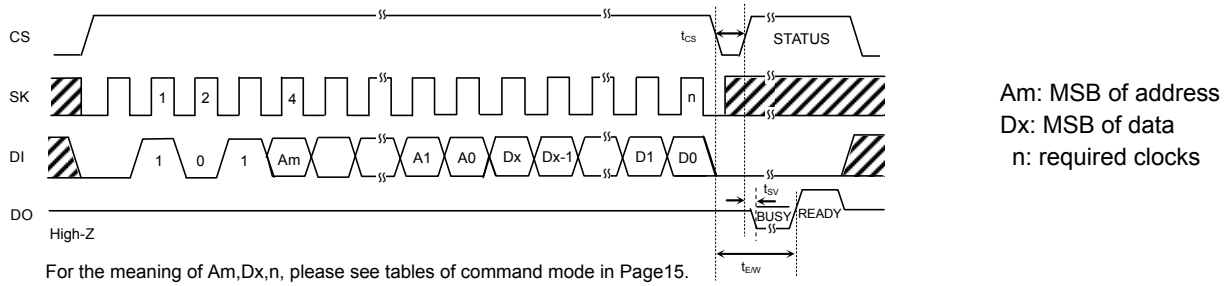 CS
tCS
STATUS
SK
1 2 4 n
DI
1 0 1 Am A1 A0 Dx Dx-1 D1 D0
tSV
DO
BUSY READY
High-Z
tE/W
For the meaning of Am,Dx,n, please see tables of command mode in Page15.
Am: MSB of address
Dx: MSB of data
n: required clocks